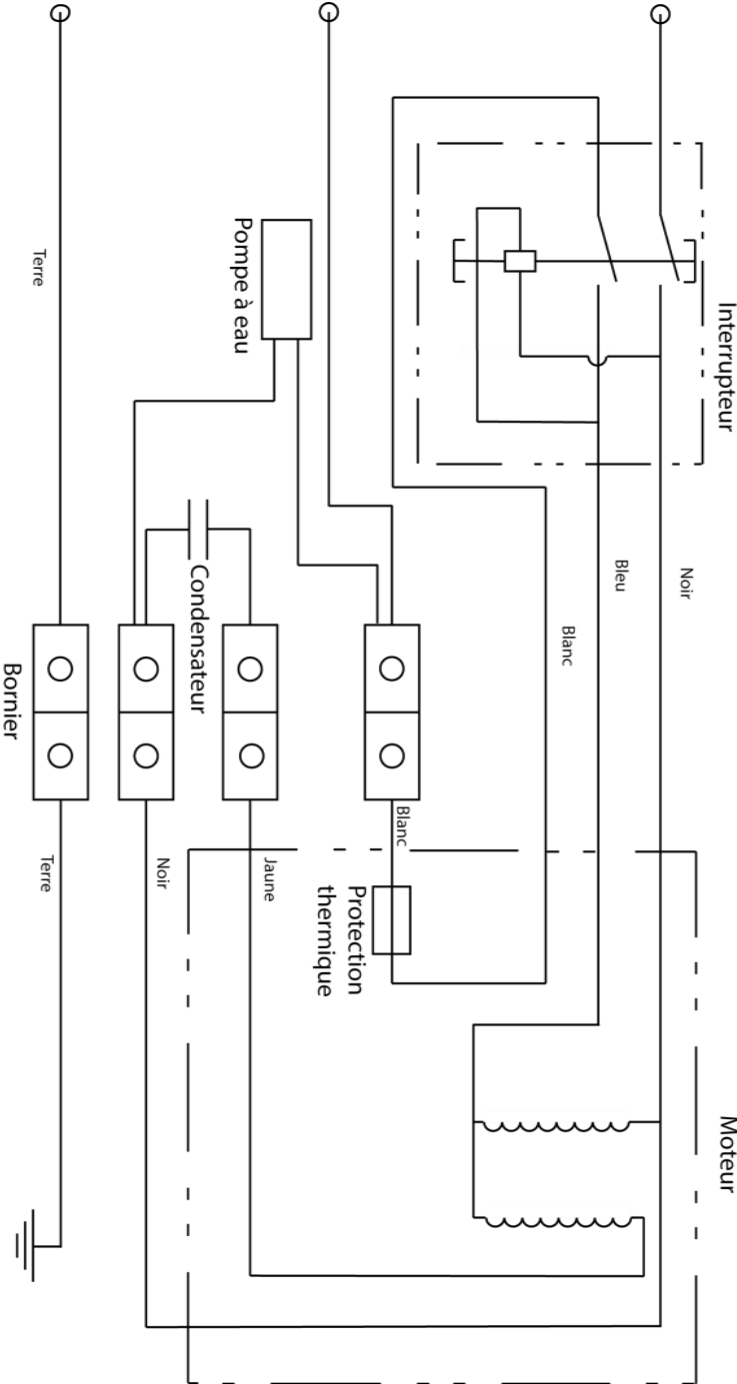 Interrupteur
Moteur
Noir
Bleu
Blanc
Blanc
Protection
thermique
Jaune
Terre
Pompe à eau
Condensateur
Noir
Terre
Bornier